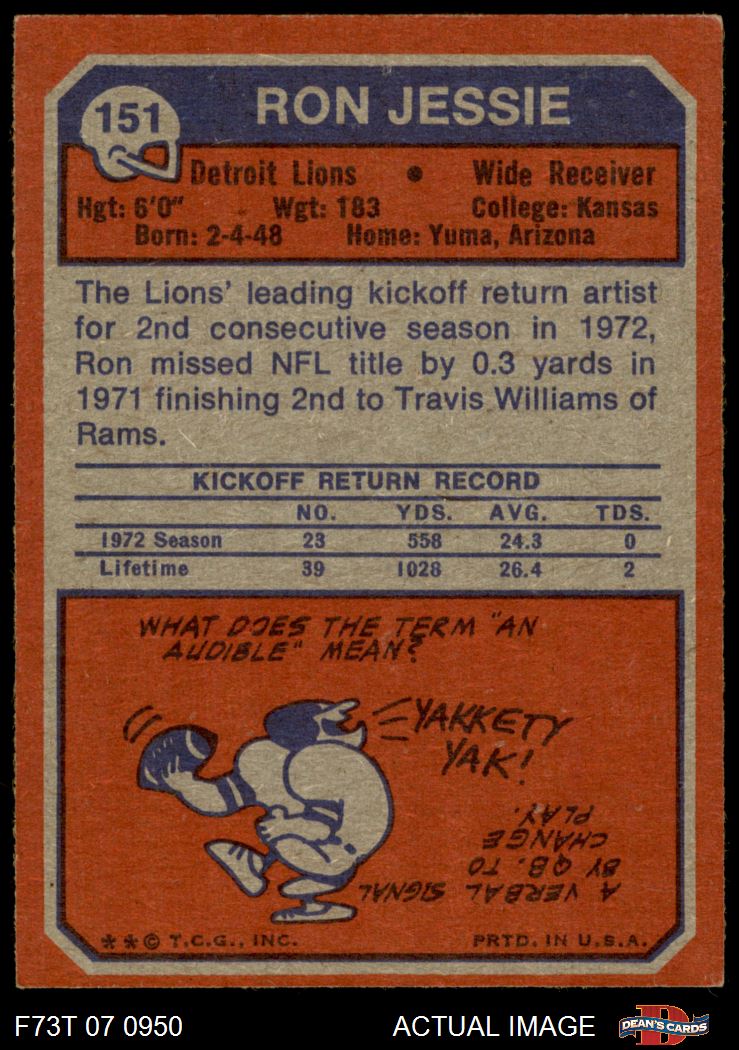 151
RON JESSIE
Detroit Lions • Wide Receiver
Hgt: 6'0" Wgt: 183 College: Kansas
Born: 2-4-48 Home: Yuma, Arizona
The Lions' leading kickoff return artist
for 2nd consecutive season in 1972,
Ron missed NFL title by 0.3 yards in
1971 finishing 2nd to Travis Williams of
Rams.
KICKOFF RETURN RECORD
NO. YDS. AVG. TDS.
1972 Season 23 558 24.3 0
Lifetime 39 1028 26.4 2
WHAT DOES THE TERM "AN
AUDIBLE" MEAN?
YAKKETY
YAK!
A VERBAL SIGNAL
BY QB. TO
CHANGE
PLAY.
**© T.C.G., INC. PRTD. IN U.S.A.
F73T 07 0950 ACTUAL IMAGE
D
DEAN'S CARDS